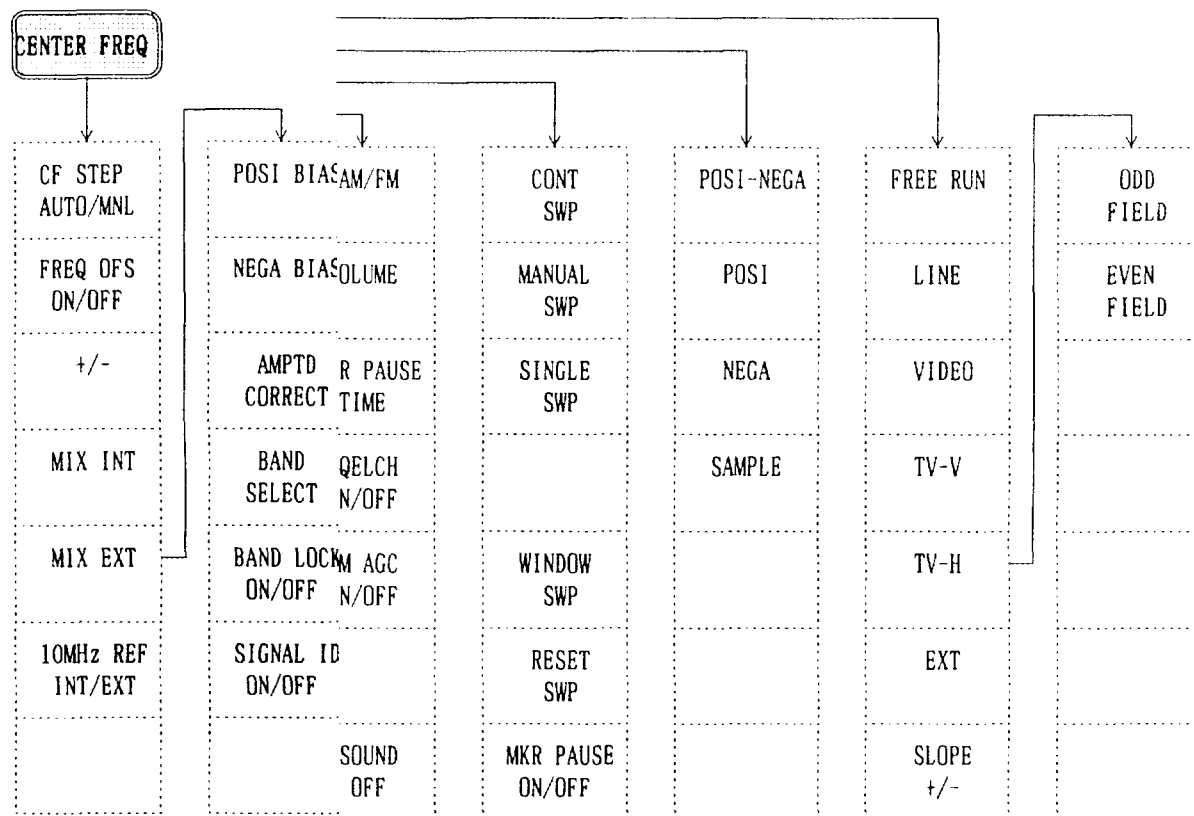 CENTER FREQ
CF STEP
AUTO/MNL
FREQ OFS
ON/OFF
+/-
MIX INT
MIX EXT
10MHz REF
INT/EXT
POSI BIAS
NEGA BIAS
AMPTD
CORRECT
BAND
SELECT
BAND LOCK
ON/OFF
SIGNAL ID
ON/OFF
AM/FM
OLUME
R PAUSE
TIME
QELCH
N/OFF
M AGC
N/OFF
SOUND
OFF
CONT
SWP
MANUAL
SWP
SINGLE
SWP
WINDOW
SWP
RESET
SWP
MKR PAUSE
ON/OFF
POSI-NEGA
POSI
NEGA
SAMPLE
FREE RUN
LINE
VIDEO
TV-V
TV-H
EXT
SLOPE
+/-
ODD
FIELD
EVEN
FIELD